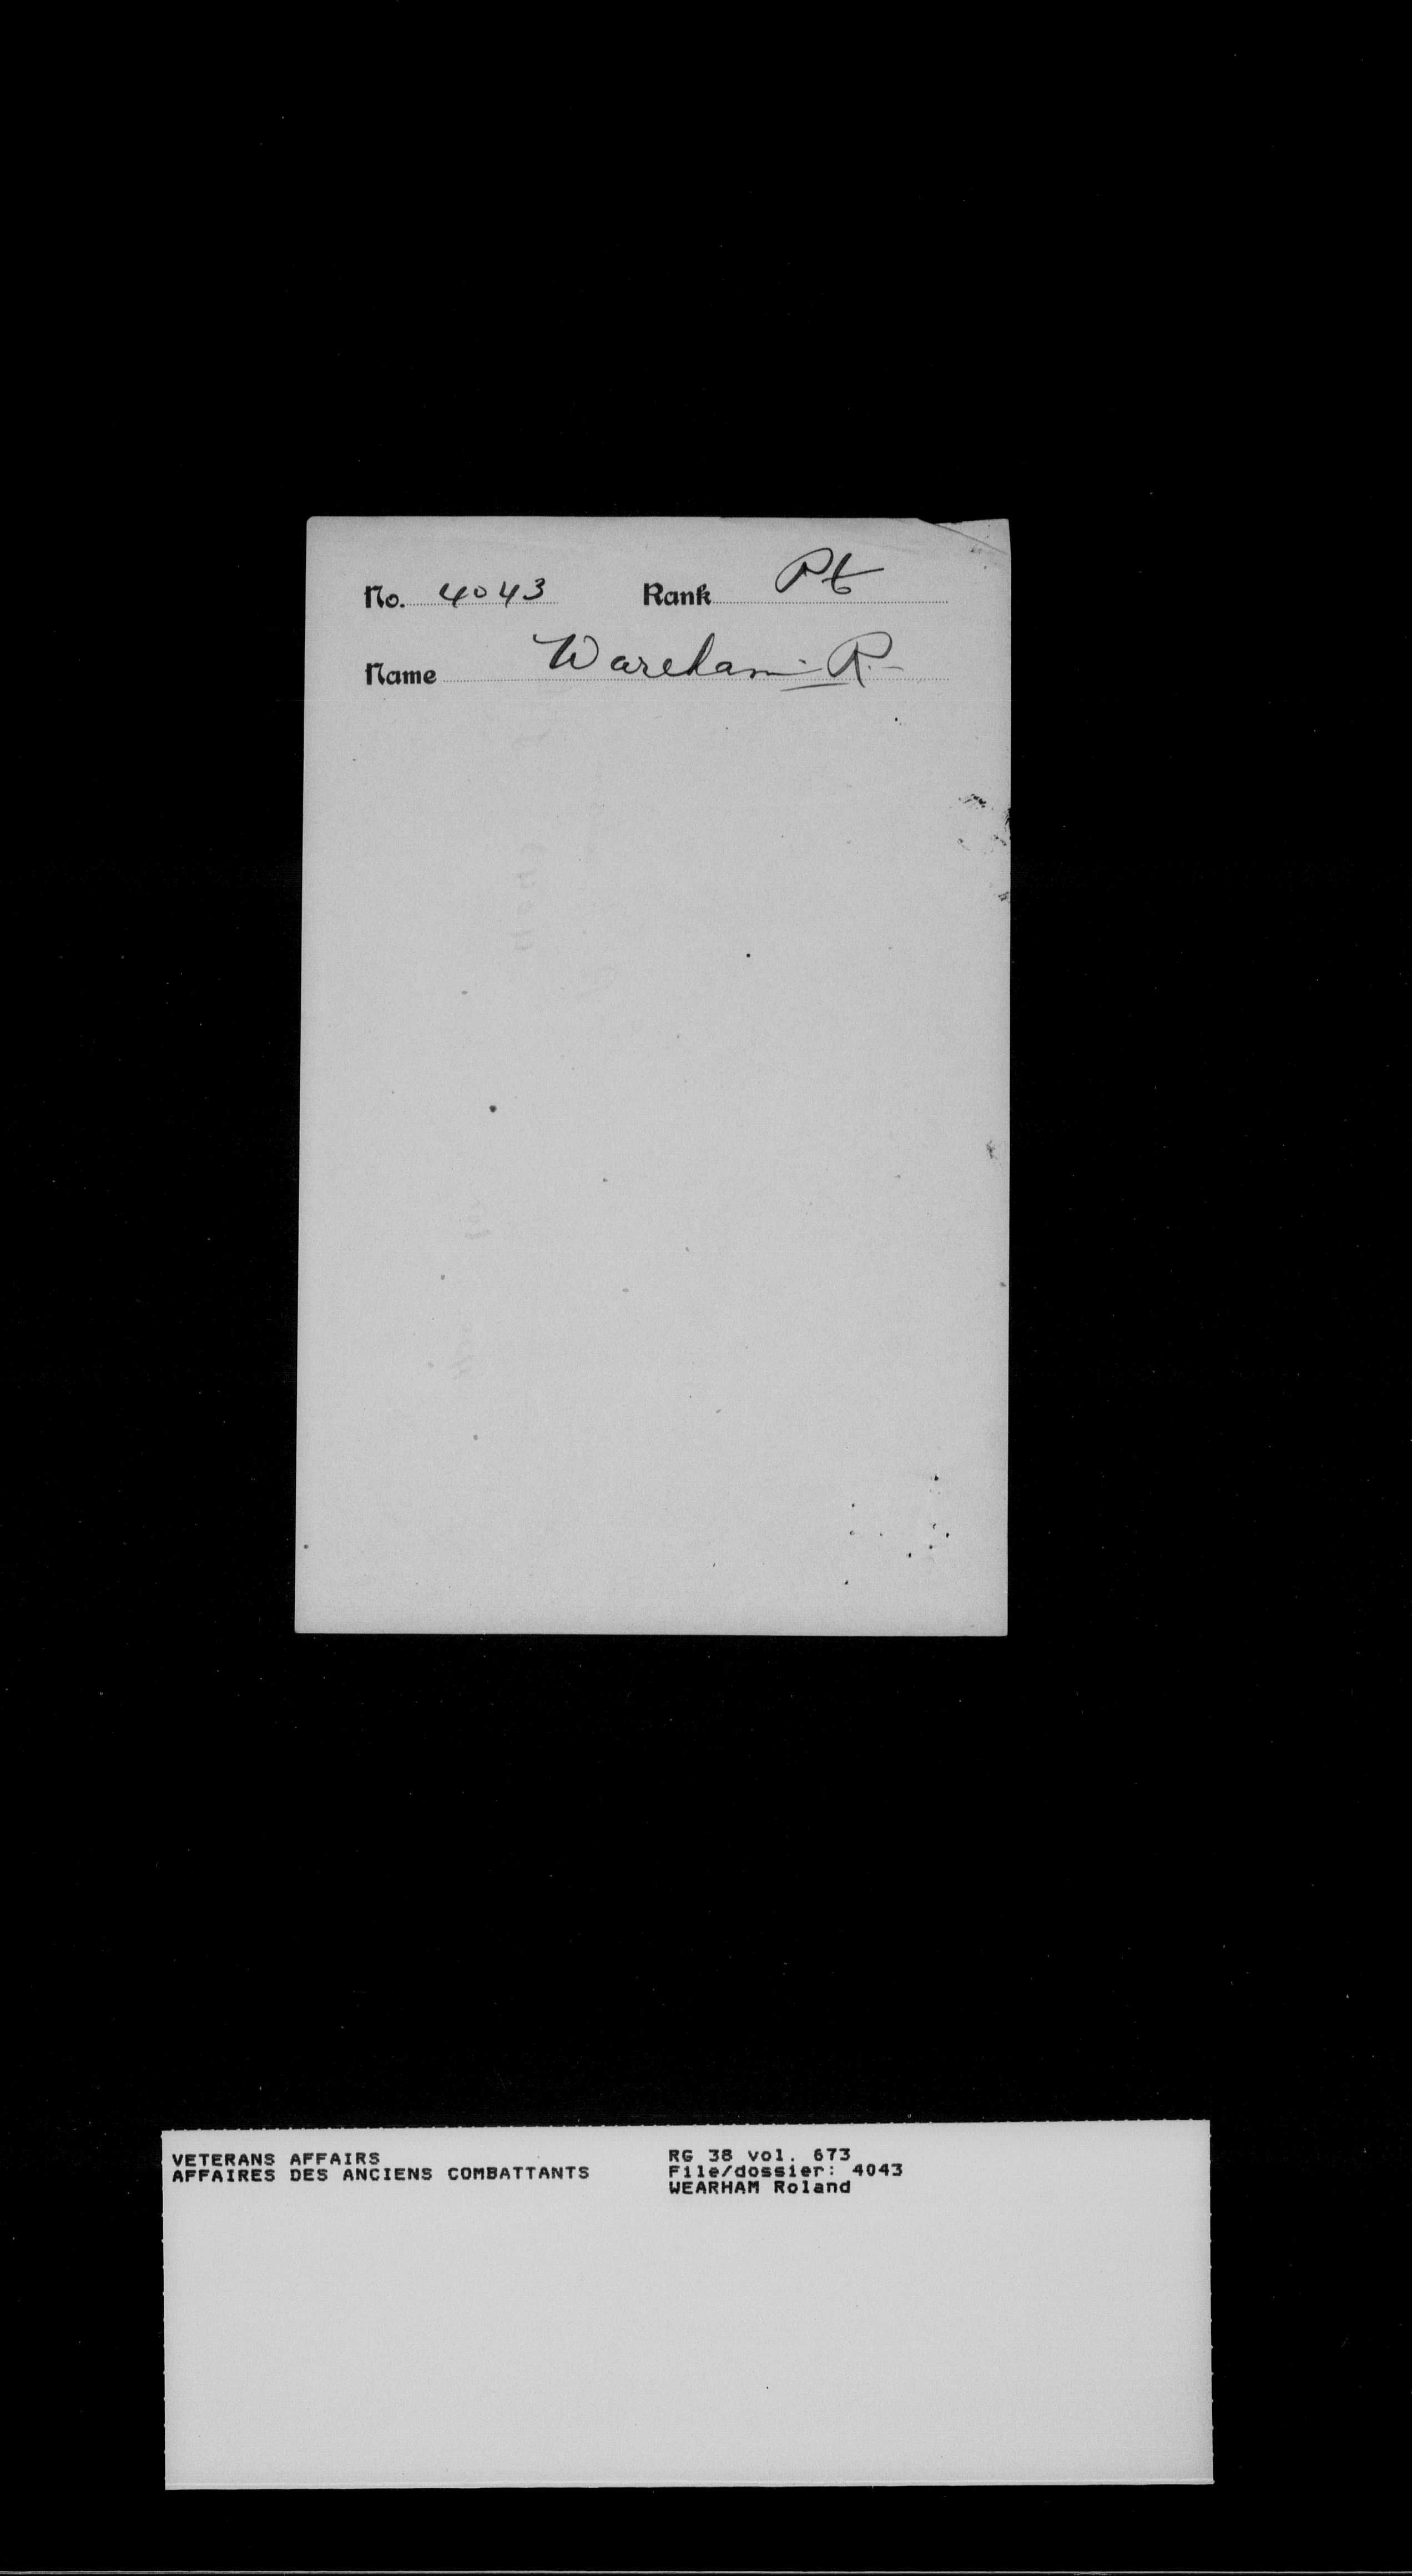 No. 4043 Rank Pte
Name Wareham R.
VETERANS AFFAIRS RG 38 vol. 673
AFFAIRES DES ANCIENS COMBATTANTS File/dossier: 4043
WEARHAM Roland